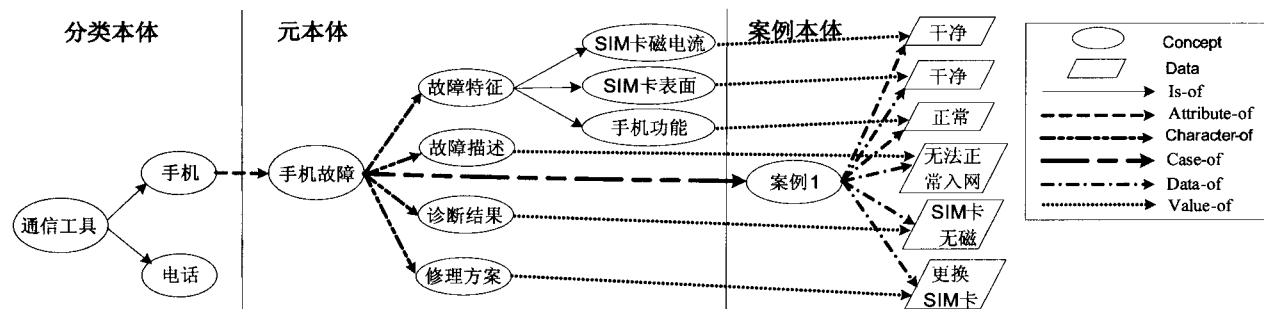 分类本体
元本体
案例本体
通信工具
手机
电话
手机故障
故障特征
故障描述
诊断结果
修理方案
SIM卡磁电流
SIM卡表面
手机功能
案例1
干净
干净
正常
无法正
常入网
SIM卡
无磁
更换
SIM卡
Concept
Data
Is-of
Attribute-of
Character-of
Case-of
Data-of
Value-of